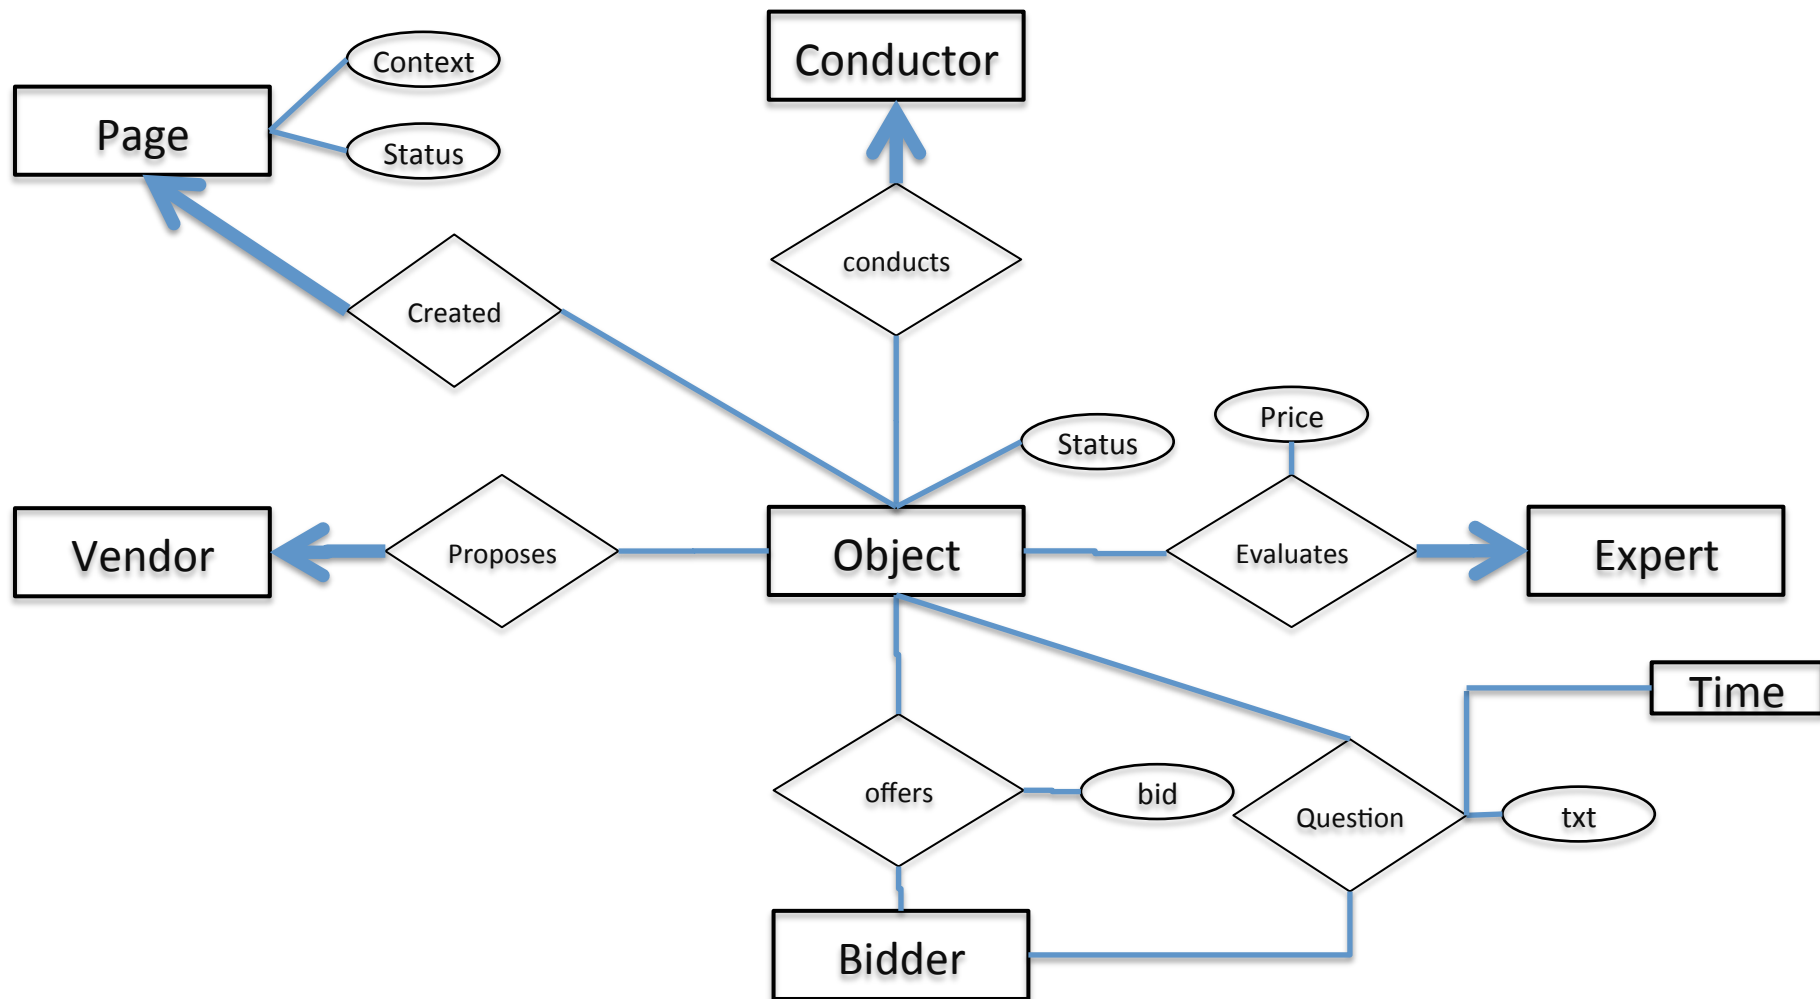 Context
Conductor
Page
Status
conducts
Created
Price
Status
Vendor
Proposes
Object
Evaluates
Expert
Time
offers
bid
Question
txt
Bidder